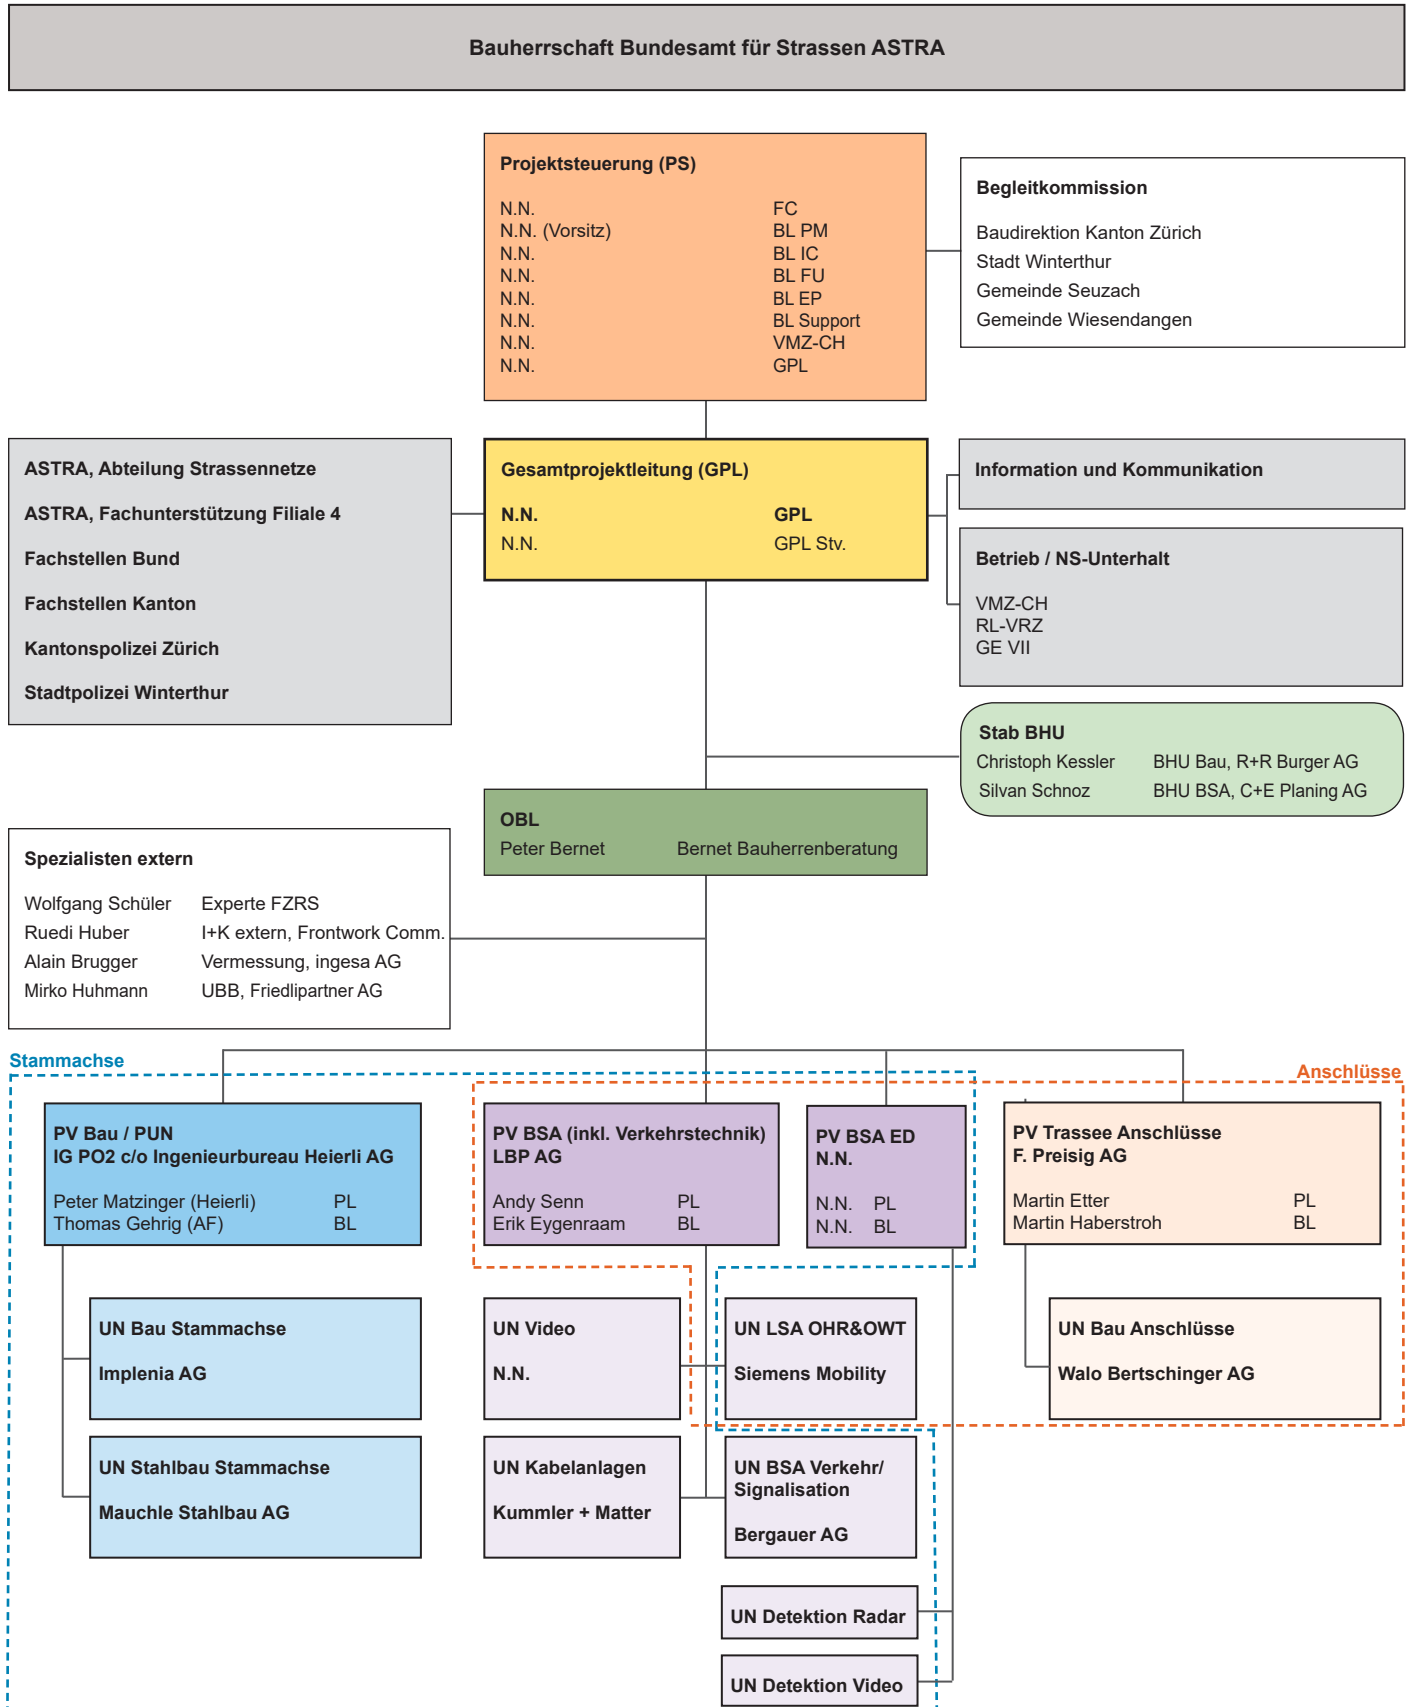 Bauherrschaft Bundesamt für Strassen ASTRA
Projektsteuerung (PS)
N.N. FC
N.N. (Vorsitz) BL PM
N.N. BL IC
N.N. BL FU
N.N. BL EP
N.N. BL Support
N.N. VMZ-CH
N.N. GPL
Begleitkommission
Baudirektion Kanton Zürich
Stadt Winterthur
Gemeinde Seuzach
Gemeinde Wiesendangen
ASTRA, Abteilung Strassennetze
ASTRA, Fachunterstützung Filiale 4
Fachstellen Bund
Fachstellen Kanton
Kantonspolizei Zürich
Stadtpolizei Winterthur
Gesamtprojektleitung (GPL)
N.N. GPL
N.N. GPL Stv.
Information und Kommunikation
Betrieb / NS-Unterhalt
VMZ-CH
RL-VRZ
GE VII
Stab BHU
Christoph Kessler BHU Bau, R+R Burger AG
Silvan Schnoz BHU BSA, C+E Planing AG
OBL
Peter Bernet Bernet Bauherrenberatung
Spezialisten extern
Wolfgang Schüler Experte FZRS
Ruedi Huber I+K extern, Frontwork Comm.
Alain Brugger Vermessung, ingesa AG
Mirko Huhmann UBB, Friedlipartner AG
Stammachse
Anschlüsse
PV Bau / PUN
IG PO2 c/o Ingenieurbureau Heierli AG
Peter Matzinger (Heierli) PL
Thomas Gehrig (AF) BL
PV BSA (inkl. Verkehrstechnik)
LBP AG
Andy Senn PL
Erik Eygenraam BL
PV BSA ED
N.N.
N.N. PL
N.N. BL
PV Trassee Anschlüsse
F. Preisig AG
Martin Etter PL
Martin Haberstroh BL
UN Bau Stammachse
Implenia AG
UN Video
N.N.
UN LSA OHR&OWT
Siemens Mobility
UN Bau Anschlüsse
Walo Bertschinger AG
UN Stahlbau Stammachse
Mauchle Stahlbau AG
UN Kabelanlagen
Kummler + Matter
UN BSA Verkehr/
Signalisation
Bergauer AG
UN Detektion Radar
UN Detektion Video